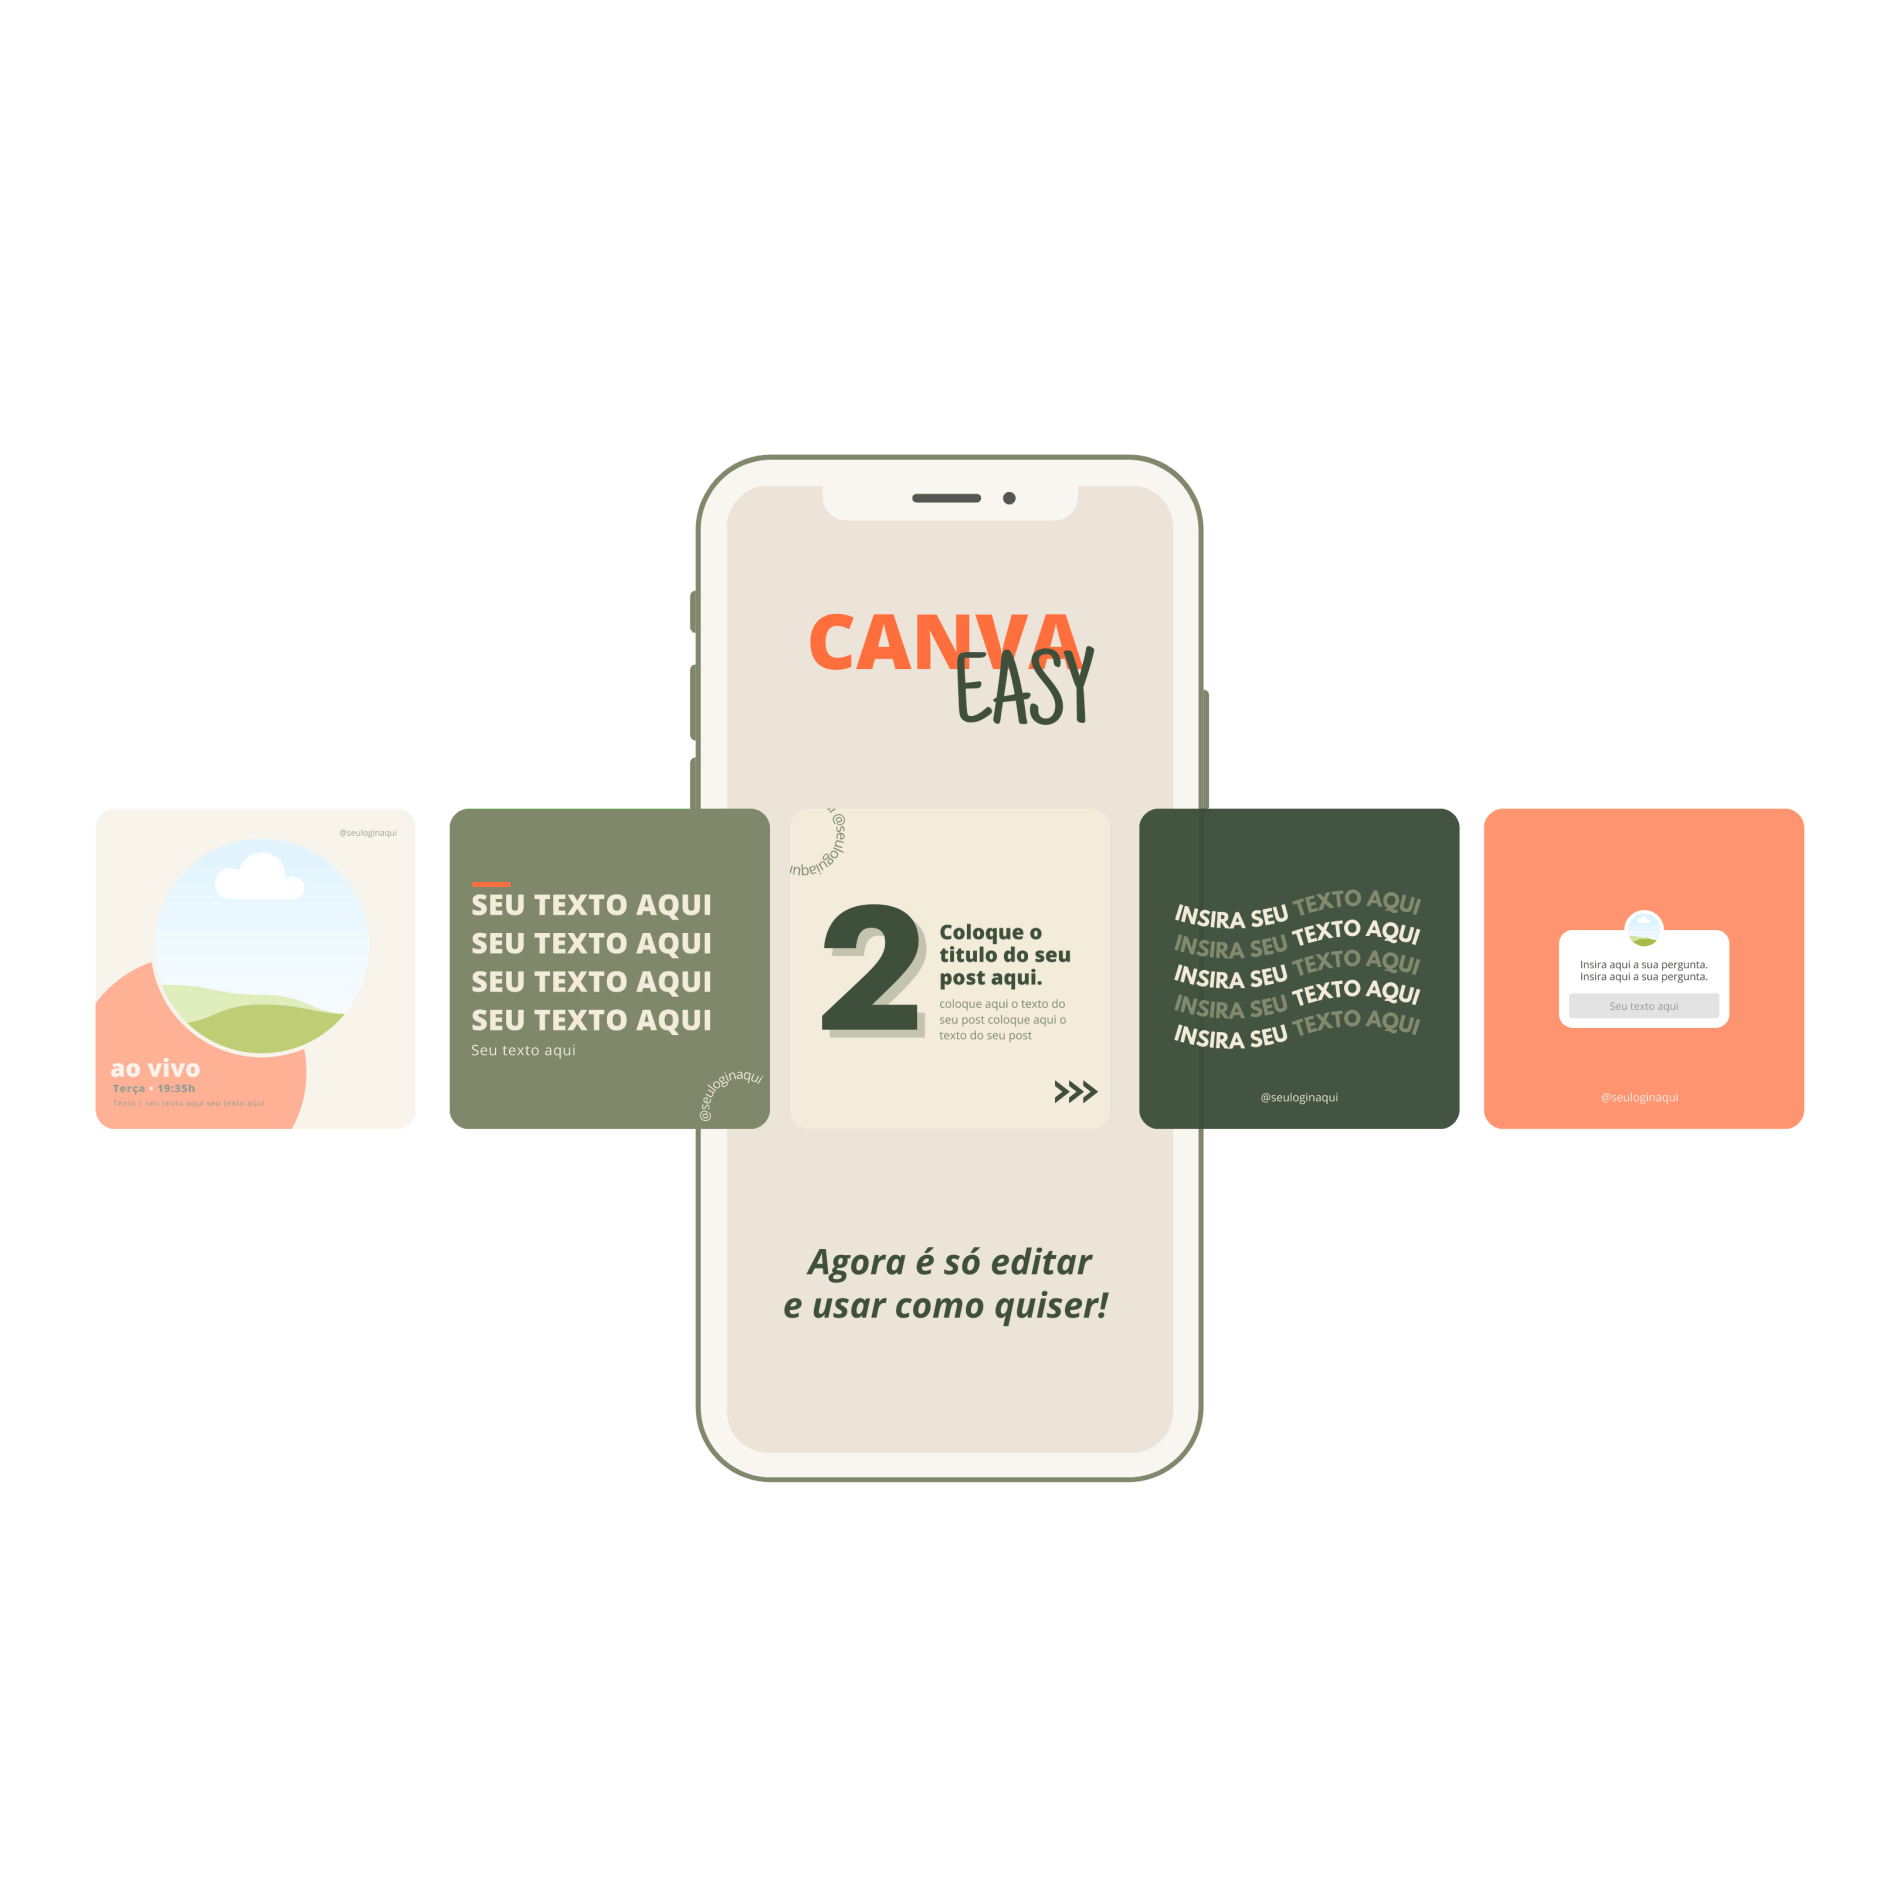 CANVA
EASY
@seuloginaqui
ao vivo
Terça • 19:35h
Texto | seu texto aqui seu texto aqui
SEU TEXTO AQUI
SEU TEXTO AQUI
SEU TEXTO AQUI
SEU TEXTO AQUI
Seu texto aqui
@seuloginaqui
@seuloguiaqui
2
Coloque o
titulo do seu
post aqui.
coloque aqui o texto do
seu post coloque aqui o
texto do seu post
INSIRA SEU TEXTO AQUI
INSIRA SEU TEXTO AQUI
INSIRA SEU TEXTO AQUI
INSIRA SEU TEXTO AQUI
INSIRA SEU TEXTO AQUI
@seuloginaqui
Insira aqui a sua pergunta.
Insira aqui a sua pergunta.
Seu texto aqui
@seuloginaqui
Agora é só editar
e usar como quiser!